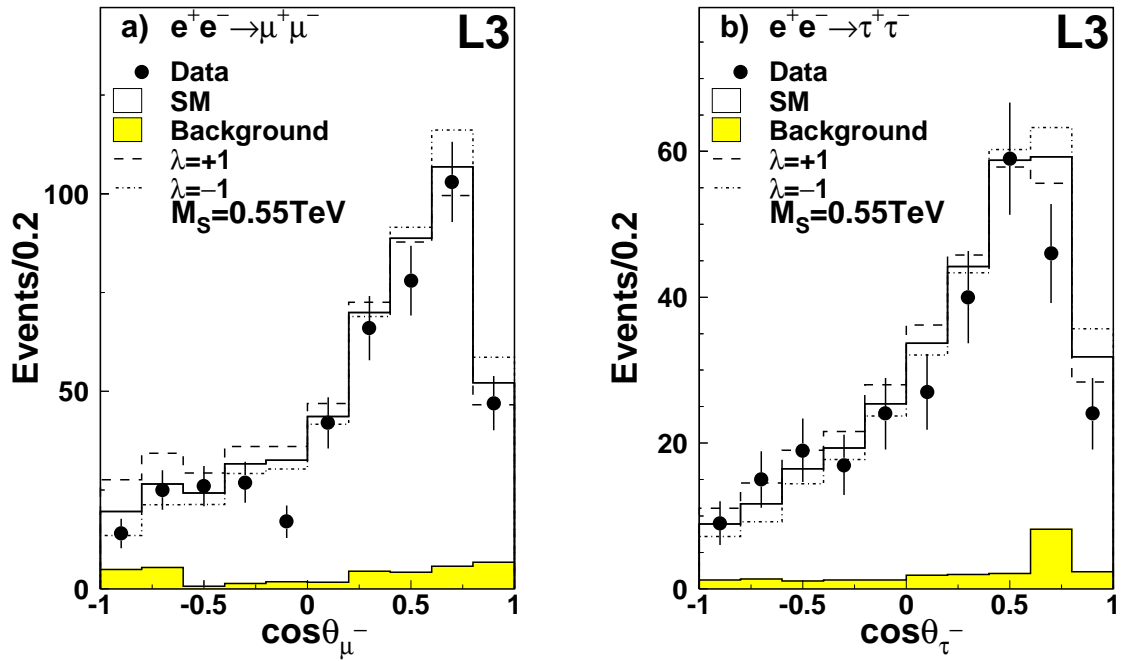 a) e⁺e⁻→μ⁺μ⁻ L3
Data
SM
Background
λ=+1
λ=−1
M_S=0.55TeV
Events/0.2
100
50
0
-1 -0.5 0 0.5 1
cosθ_μ⁻
b) e⁺e⁻→τ⁺τ⁻ L3
Data
SM
Background
λ=+1
λ=−1
M_S=0.55TeV
Events/0.2
60
40
20
0
-1 -0.5 0 0.5 1
cosθ_τ⁻